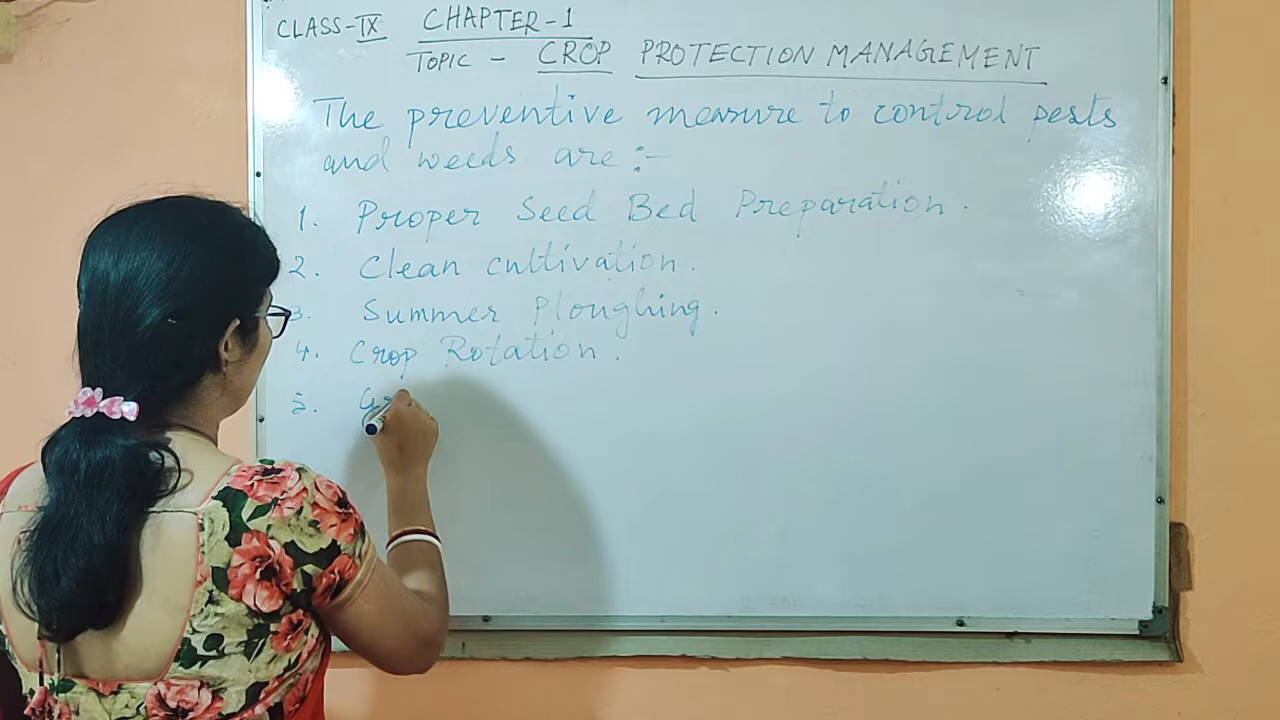 CLASS-IX CHAPTER-1
TOPIC - CROP PROTECTION MANAGEMENT
The preventive measure to control pests
and weeds are :-
1. Proper Seed Bed Preparation.
2. Clean cultivation.
3. Summer Ploughing.
4. Crop Rotation.
5.